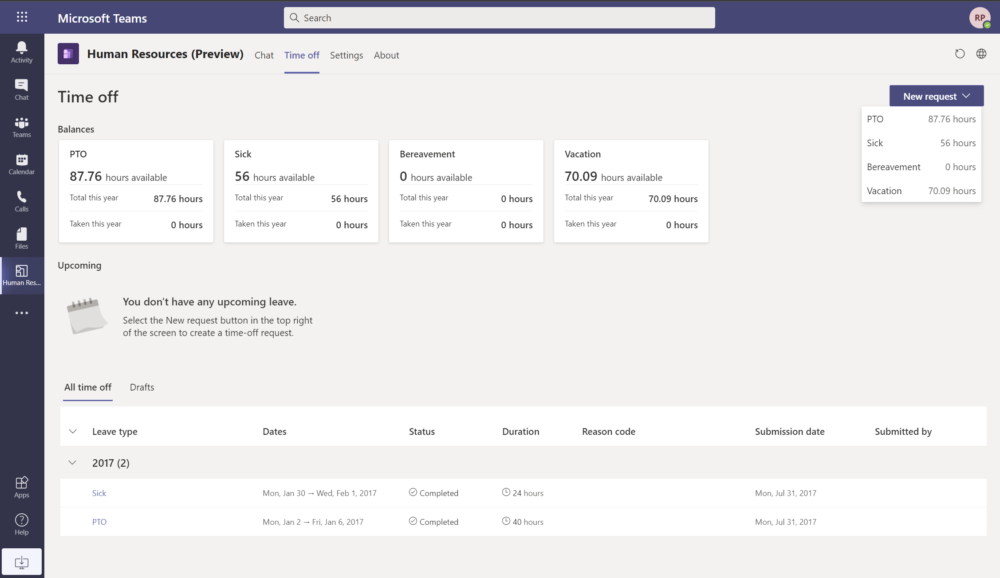 Microsoft Teams
Search
RP
Activity
Chat
Teams
Calendar
Calls
Files
Human Res...
Apps
Help
Human Resources (Preview)
Chat
Time off
Settings
About
Time off
New request
PTO 87.76 hours
Sick 56 hours
Bereavement 0 hours
Vacation 70.09 hours
Balances
PTO
87.76 hours available
Total this year 87.76 hours
Taken this year 0 hours
Sick
56 hours available
Total this year 56 hours
Taken this year 0 hours
Bereavement
0 hours available
Total this year 0 hours
Taken this year 0 hours
Vacation
70.09 hours available
Total this year 70.09 hours
Taken this year 0 hours
Upcoming
You don't have any upcoming leave.
Select the New request button in the top right
of the screen to create a time-off request.
All time off
Drafts
Leave type Dates Status Duration Reason code Submission date Submitted by
2017 (2)
Sick Mon, Jan 30 → Wed, Feb 1, 2017 Completed 24 hours Mon, Jul 31, 2017
PTO Mon, Jan 2 → Fri, Jan 6, 2017 Completed 40 hours Mon, Jul 31, 2017